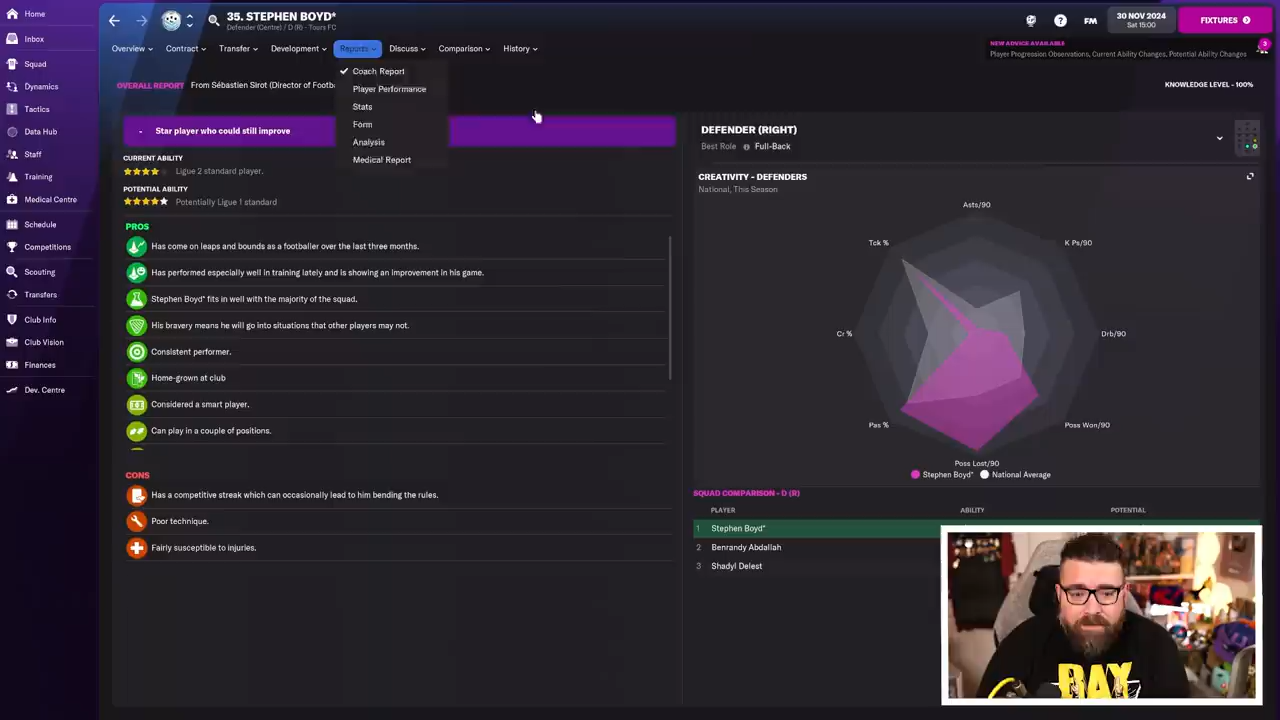 Home
Inbox
Squad
Dynamics
Tactics
Data Hub
Staff
Training
Medical Centre
Schedule
Competitions
Scouting
Transfers
Club Info
Club Vision
Finances
Dev. Centre
35. STEPHEN BOYD*
Defender (Centre) / D (R) - Tours FC
FM
30 NOV 2024
Sat 15:00
FIXTURES
Overview
Contract
Transfer
Development
Reports
Discuss
Comparison
History
NEW ADVICE AVAILABLE
Player Progression Observations, Current Ability Changes, Potential Ability Changes
3
Coach Report
Player Performance
Stats
Form
Analysis
Medical Report
OVERALL REPORT From Sébastien Sirot (Director of Footba
KNOWLEDGE LEVEL - 100%
- Star player who could still improve
CURRENT ABILITY
Ligue 2 standard player.
POTENTIAL ABILITY
Potentially Ligue 1 standard
PROS
Has come on leaps and bounds as a footballer over the last three months.
Has performed especially well in training lately and is showing an improvement in his game.
Stephen Boyd* fits in well with the majority of the squad.
His bravery means he will go into situations that other players may not.
Consistent performer.
Home-grown at club
Considered a smart player.
Can play in a couple of positions.
CONS
Has a competitive streak which can occasionally lead to him bending the rules.
Poor technique.
Fairly susceptible to injuries.
DEFENDER (RIGHT)
Best Role Full-Back
CREATIVITY - DEFENDERS
National, This Season
Asts/90
K Ps/90
Drb/90
Poss Won/90
Poss Lost/90
Pas %
Cr %
Tck %
Stephen Boyd* National Average
SQUAD COMPARISON - D (R)
PLAYER ABILITY POTENTIAL
1 Stephen Boyd*
2 Benrandy Abdallah
3 Shadyl Delest
BAY